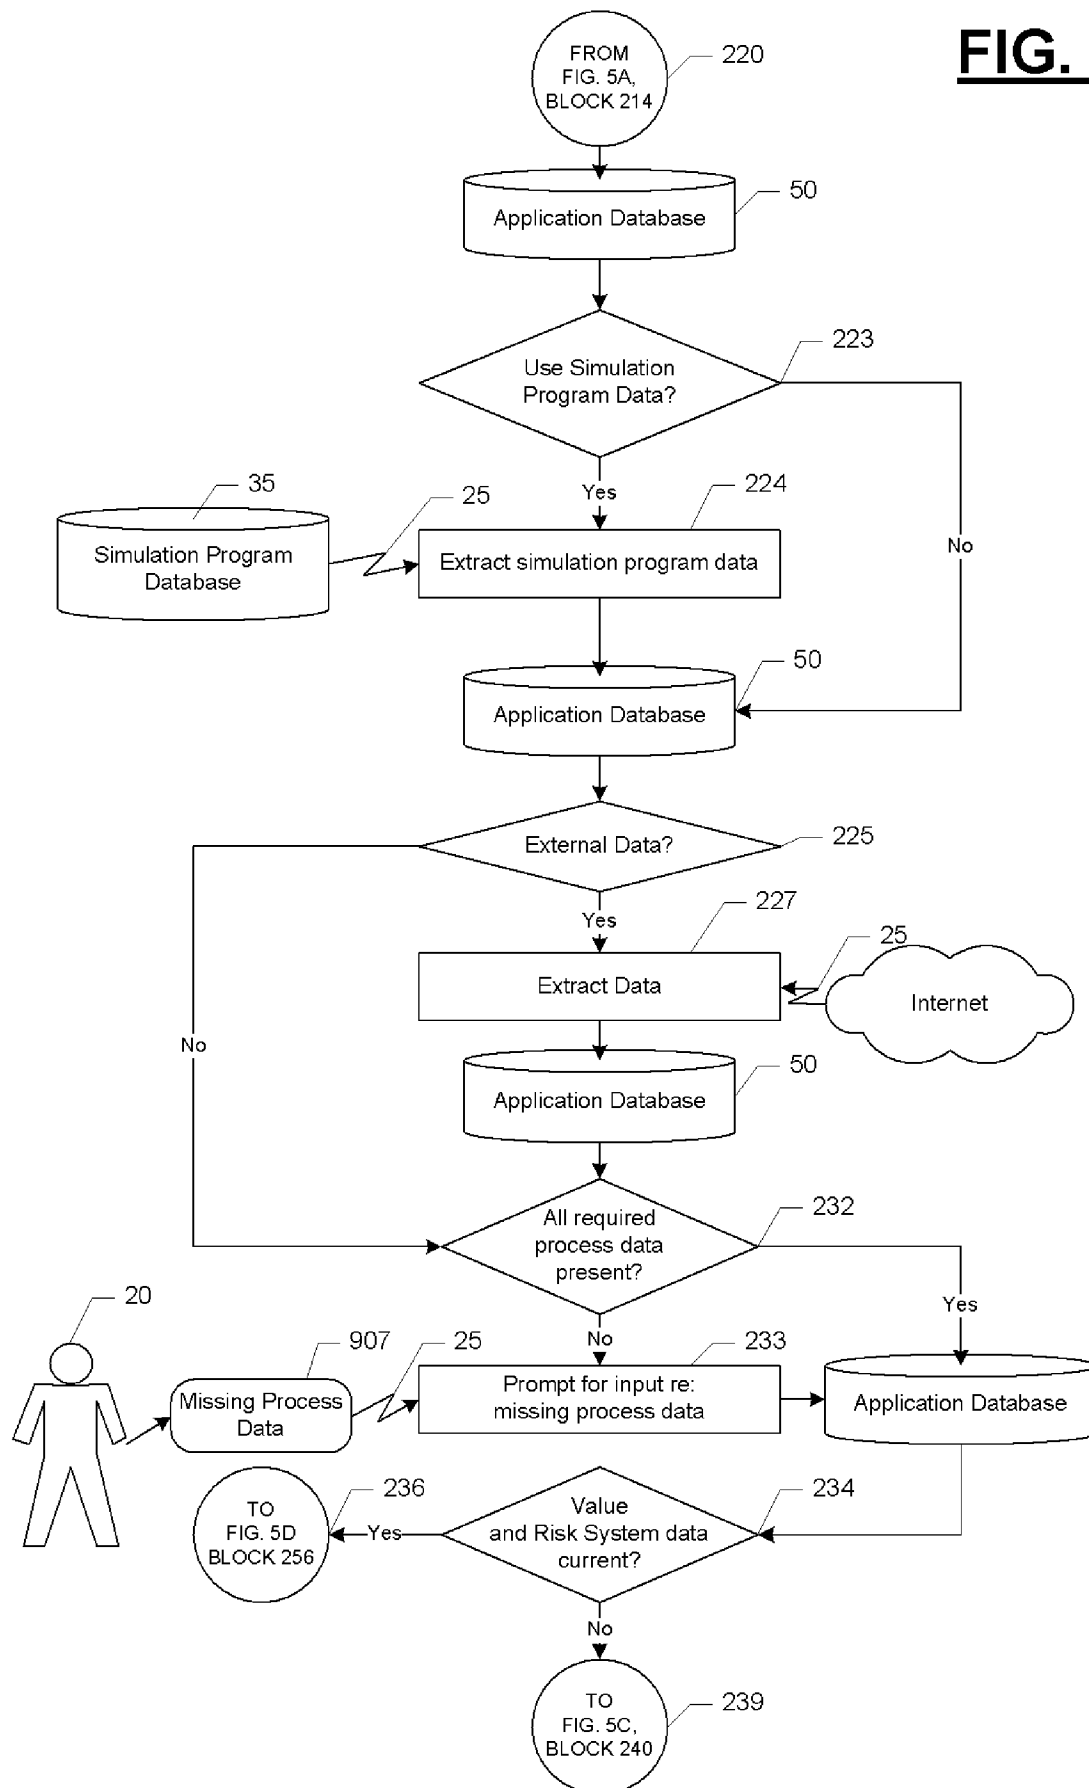 FIG.
FROM
FIG. 5A,
BLOCK 214
220
50
Application Database
223
Use Simulation
Program Data?
Yes
No
35
25
224
Simulation Program
Database
Extract simulation program data
50
Application Database
External Data?
225
Yes
227
25
Extract Data
Internet
No
50
Application Database
All required
process data
present?
232
Yes
No
20
907
25
233
Missing Process
Data
Prompt for input re:
missing process data
Application Database
236
234
TO
FIG. 5D
BLOCK 256
Yes
Value
and Risk System data
current?
No
TO
FIG. 5C,
BLOCK 240
239